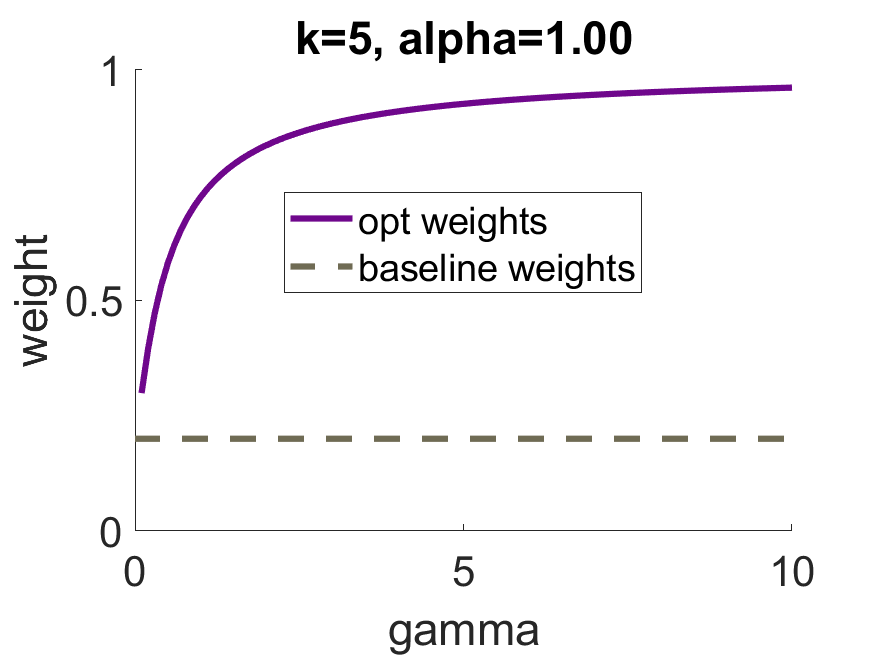 k=5, alpha=1.00
1
0.5
0
weight
opt weights
baseline weights
0 5 10
gamma